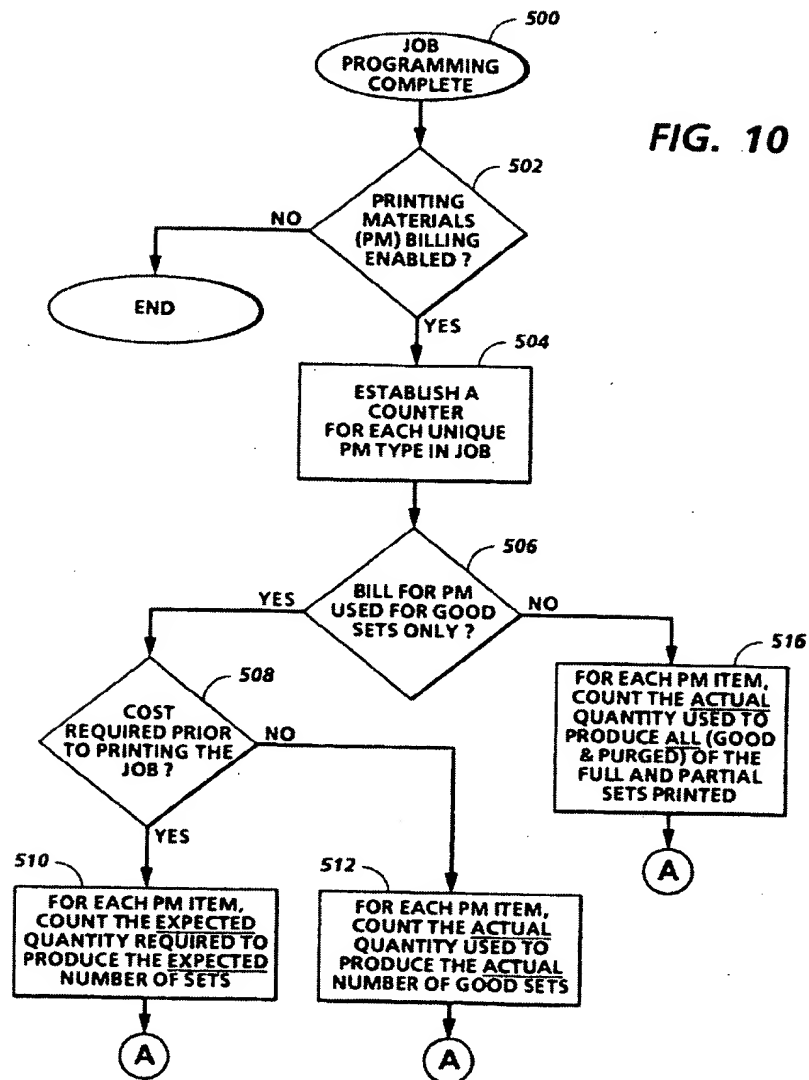 500
JOB
PROGRAMMING
COMPLETE
FIG. 10
502
PRINTING
MATERIALS
(PM) BILLING
ENABLED ?
NO
END
YES
504
ESTABLISH A
COUNTER
FOR EACH UNIQUE
PM TYPE IN JOB
506
BILL FOR PM
USED FOR GOOD
SETS ONLY ?
YES
NO
508
COST
REQUIRED PRIOR
TO PRINTING THE
JOB ?
NO
YES
516
FOR EACH PM ITEM,
COUNT THE ACTUAL
QUANTITY USED TO
PRODUCE ALL (GOOD
& PURGED) OF THE
FULL AND PARTIAL
SETS PRINTED
A
510
FOR EACH PM ITEM,
COUNT THE EXPECTED
QUANTITY REQUIRED TO
PRODUCE THE EXPECTED
NUMBER OF SETS
A
512
FOR EACH PM ITEM,
COUNT THE ACTUAL
QUANTITY USED TO
PRODUCE THE ACTUAL
NUMBER OF GOOD SETS
A